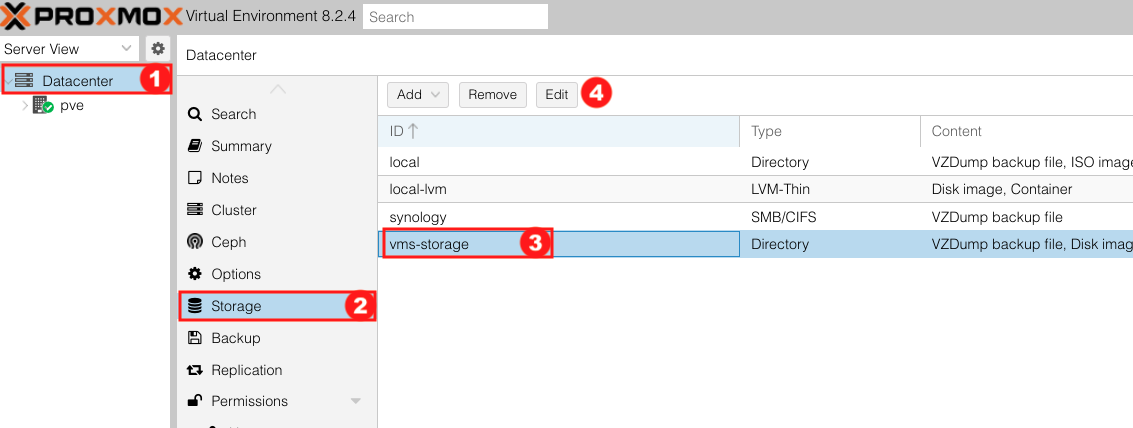 PROXMOX Virtual Environment 8.2.4 Search
Server View
Datacenter 1
pve
Datacenter
Search
Summary
Notes
Cluster
Ceph
Options
Storage 2
Backup
Replication
Permissions
Add Remove Edit 4
ID Type Content
local Directory VZDump backup file, ISO image
local-lvm LVM-Thin Disk image, Container
synology SMB/CIFS VZDump backup file
vms-storage 3 Directory VZDump backup file, Disk imag